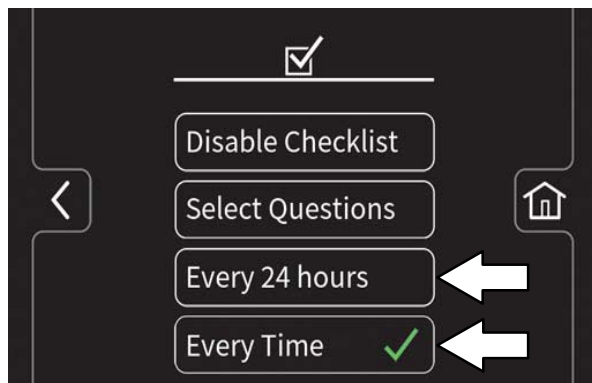 Disable Checklist
Select Questions
Every 24 hours
Every Time